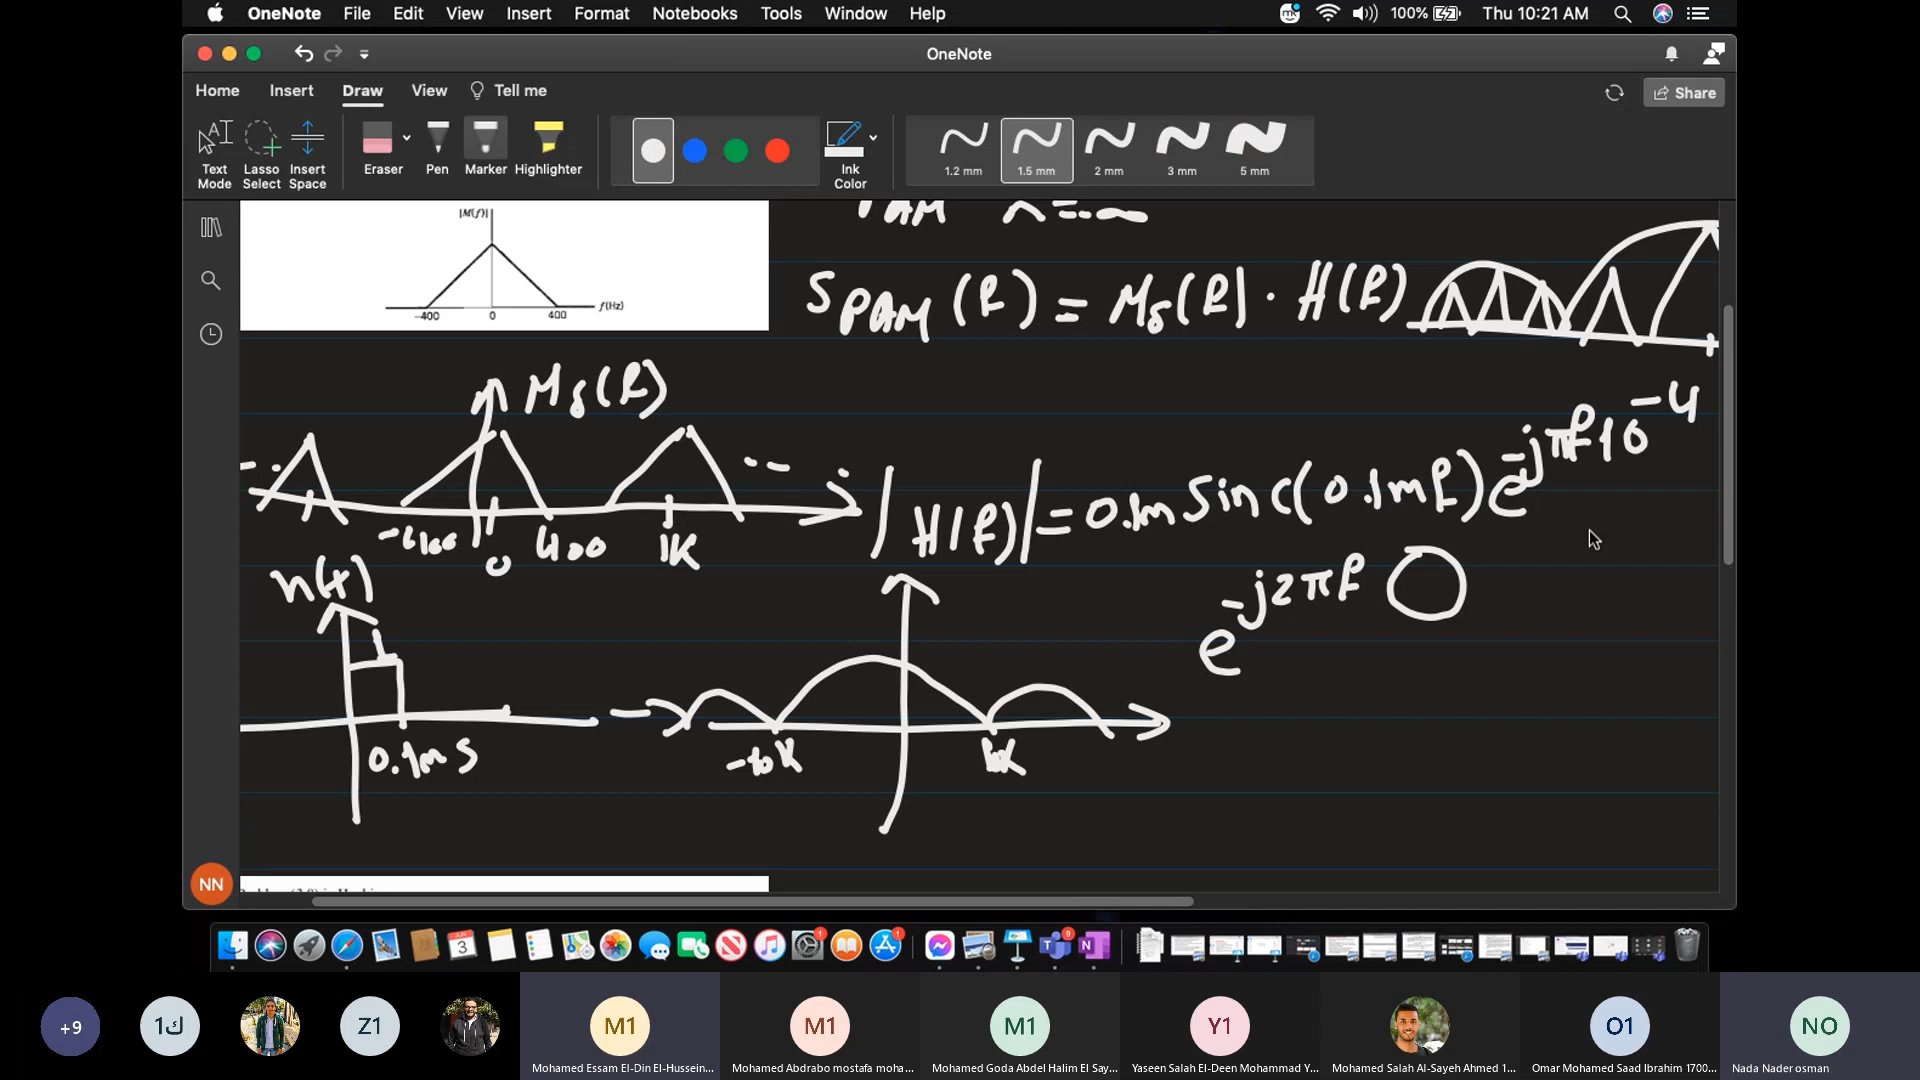 OneNote File Edit View Insert Format Notebooks Tools Window Help
100% Thu 10:21 AM
OneNote
Home Insert Draw View Tell me
Share
Text Mode
Lasso Select
Insert Space
Eraser
Pen
Marker
Highlighter
Ink Color
1.2 mm
1.5 mm
2 mm
3 mm
5 mm
|M(f)|
-400 0 400 f(Hz)
PAM
S_PAM(f) = M_δ(f) · H(f)
M_δ(f)
-400 0 400 1K
|H(f)| = 0.1m Sinc(0.1mf) e^-jπf10^-4
e^-j2πf
h(t)
0.1mS
-10K 10K
NN
+9
1ك
Z1
M1
M1
M1
Y1
O1
NO
Mohamed Essam El-Din El-Hussein...
Mohamed Abdrabo mostafa moha...
Mohamed Goda Abdel Halim El Say...
Yaseen Salah El-Deen Mohammad Y...
Mohamed Salah Al-Sayeh Ahmed 1...
Omar Mohamed Saad Ibrahim 1700...
Nada Nader osman